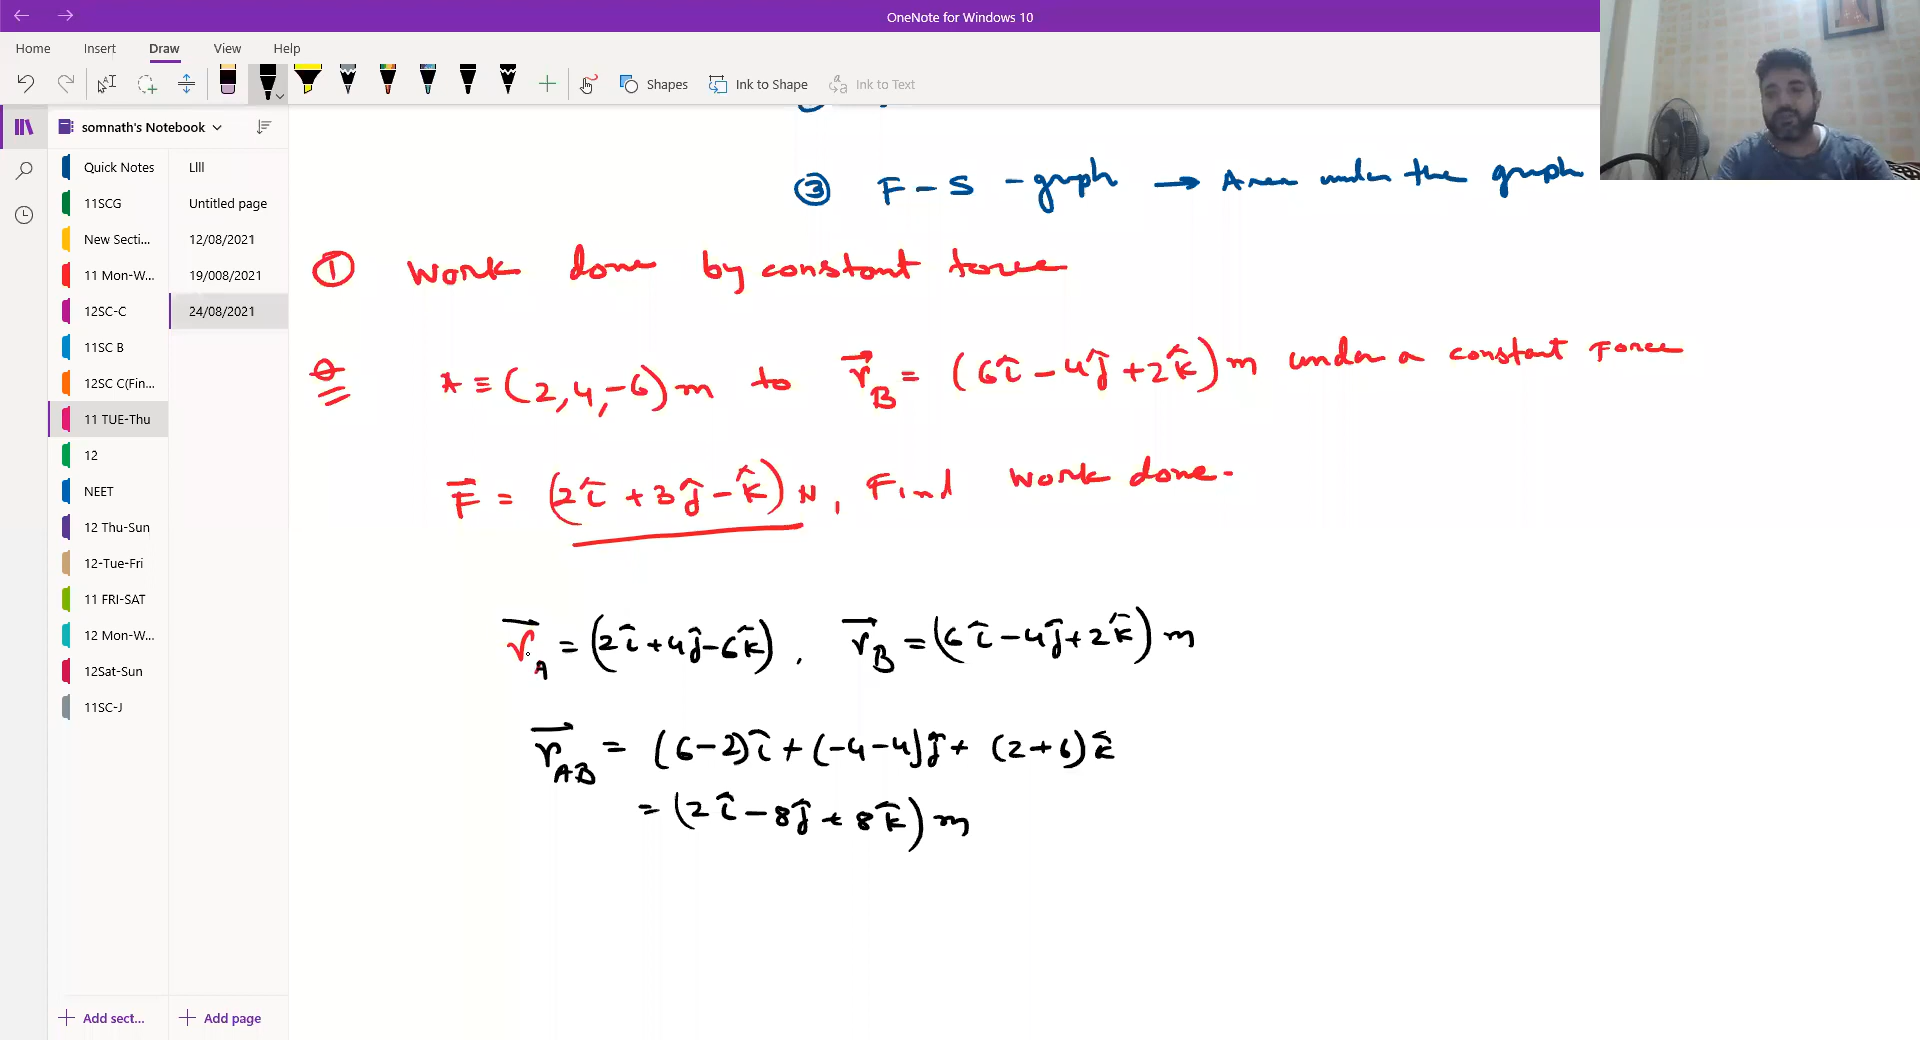 OneNote for Windows 10
Home Insert Draw View Help
Shapes Ink to Shape Ink to Text
somnath's Notebook
Quick Notes
11SCG
New Secti...
11 Mon-W...
12SC-C
11SC B
12SC C(Fin...
11 TUE-Thu
12
NEET
12 Thu-Sun
12-Tue-Fri
11 FRI-SAT
12 Mon-W...
12Sat-Sun
11SC-J
Add sect...
Llll
Untitled page
12/08/2021
19/008/2021
24/08/2021
Add page
③ F – S - graph → Area under the graph
① Work done by constant force
Q A ≡ (2, 4, -6) m to r⃗_B = (6î - 4ĵ + 2k̂) m under a constant Force
F⃗ = (2î + 3ĵ - k̂) N, Find work done.
r⃗_A = (2î + 4ĵ - 6k̂), r⃗_B = (6î - 4ĵ + 2k̂) m
r⃗_AB = (6-2)î + (-4-4)ĵ + (2+6)k̂
= (2î - 8ĵ + 8k̂) m